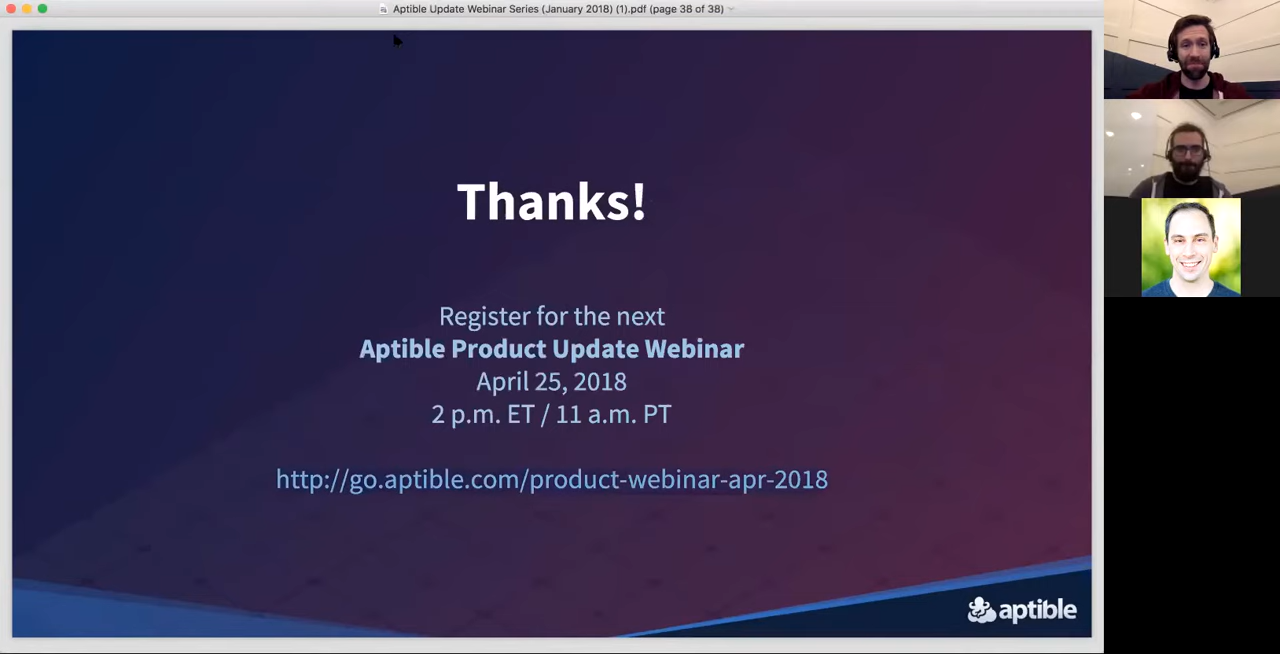 Aptible Update Webinar Series (January 2018) (1).pdf (page 38 of 38)
Thanks!
Register for the next
Aptible Product Update Webinar
April 25, 2018
2 p.m. ET / 11 a.m. PT
http://go.aptible.com/product-webinar-apr-2018
aptible